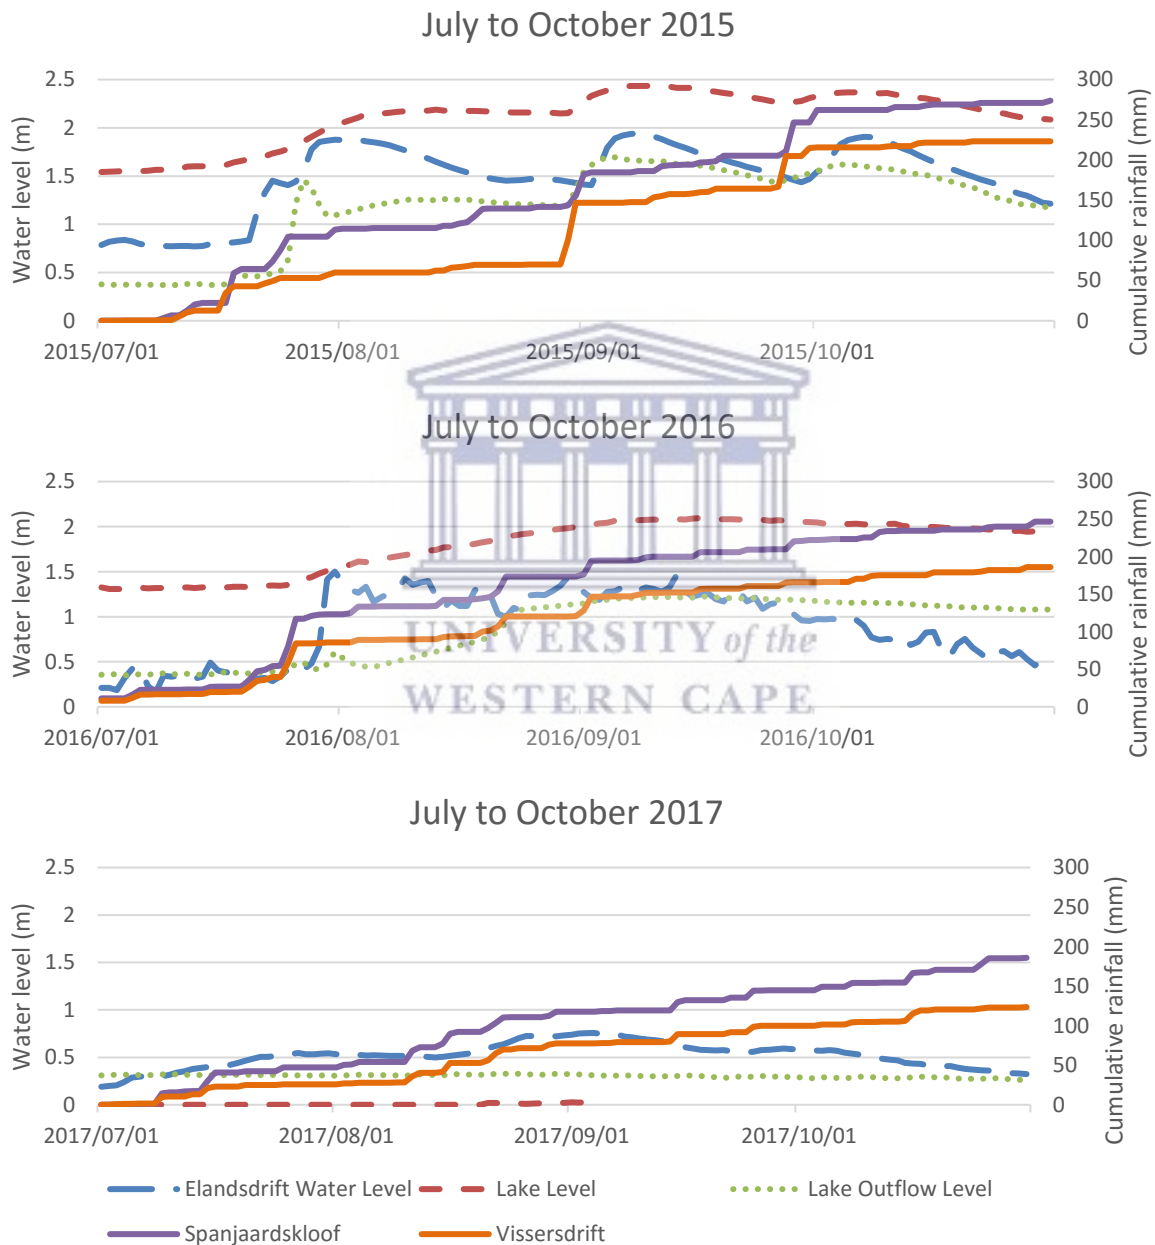 July to October 2015
Water level (m)
2.5
2
1.5
1
0.5
0
300
250
200
150
100
50
0
Cumulative rainfall (mm)
2015/07/01 2015/08/01 2015/09/01 2015/10/01
July to October 2016
Water level (m)
2.5
2
1.5
1
0.5
0
300
250
200
150
100
50
0
Cumulative rainfall (mm)
UNIVERSITY of the
WESTERN CAPE
2016/07/01 2016/08/01 2016/09/01 2016/10/01
July to October 2017
Water level (m)
2.5
2
1.5
1
0.5
0
300
250
200
150
100
50
0
Cumulative rainfall (mm)
2017/07/01 2017/08/01 2017/09/01 2017/10/01
Elandsdrift Water Level Lake Level Lake Outflow Level
Spanjaardskloof Vissersdrift